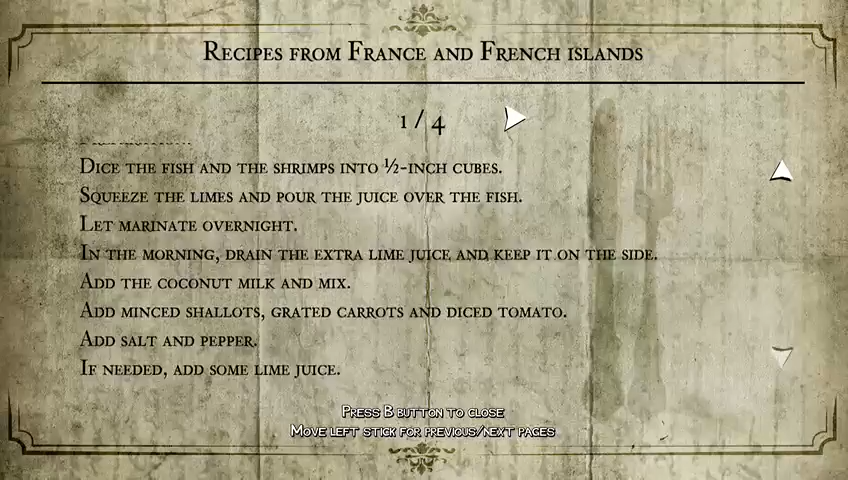 Recipes from France and French islands
1 / 4
Dice the fish and the shrimps into ½-inch cubes.
Squeeze the limes and pour the juice over the fish.
Let marinate overnight.
In the morning, drain the extra lime juice and keep it on the side.
Add the coconut milk and mix.
Add minced shallots, grated carrots and diced tomato.
Add salt and pepper.
If needed, add some lime juice.
Press B button to close
Move left stick for previous/next pages